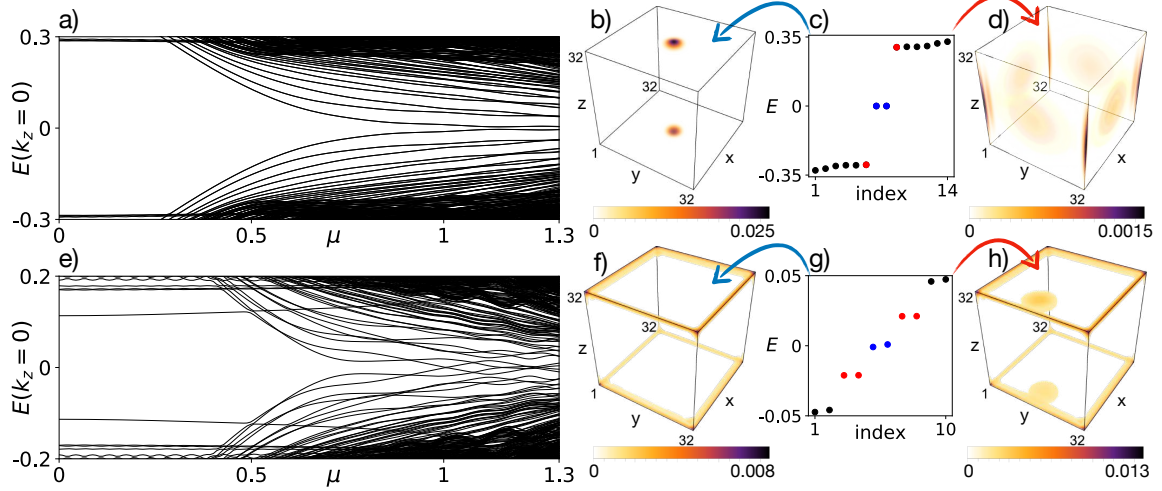 a)
0.3
0
-0.3
E(k_z = 0)
0
0.5
μ
1
1.3
b)
32
32
z
1
y
x
32
0
0.025
c)
0.35
E
0
-0.35
1
index
14
d)
32
32
z
1
y
x
32
0
0.0015
e)
0.2
0
-0.2
E(k_z = 0)
0
0.5
μ
1
1.3
f)
32
32
z
1
y
x
32
0
0.008
g)
0.05
E
0
-0.05
1
index
10
h)
32
32
z
1
y
x
32
0
0.013